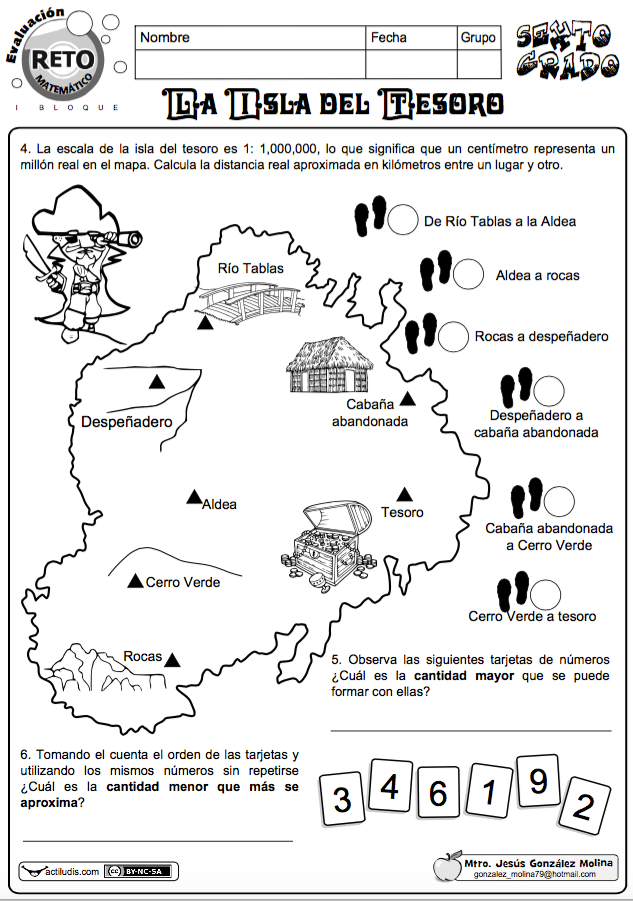 Evaluación
RETO
MATEMÁTICO
I BLOQUE
Nombre
Fecha
Grupo
SEXTO
GRADO
La Isla del Tesoro
4. La escala de la isla del tesoro es 1: 1,000,000, lo que significa que un centímetro representa un
millón real en el mapa. Calcula la distancia real aproximada en kilómetros entre un lugar y otro.
De Río Tablas a la Aldea
Río Tablas
Aldea a rocas
Rocas a despeñadero
Cabaña
abandonada
Despeñadero
Despeñadero a
cabaña abandonada
Aldea
Tesoro
Cabaña abandonada
a Cerro Verde
Cerro Verde
Cerro Verde a tesoro
Rocas
5. Observa las siguientes tarjetas de números
¿Cuál es la cantidad mayor que se puede
formar con ellas?
6. Tomando el cuenta el orden de las tarjetas y
utilizando los mismos números sin repetirse
¿Cuál es la cantidad menor que más se
aproxima?
3 4 6 1 9 2
actiludis.com
cc BY-NC-SA
Mtro. Jesús González Molina
gonzalez_molina79@hotmail.com